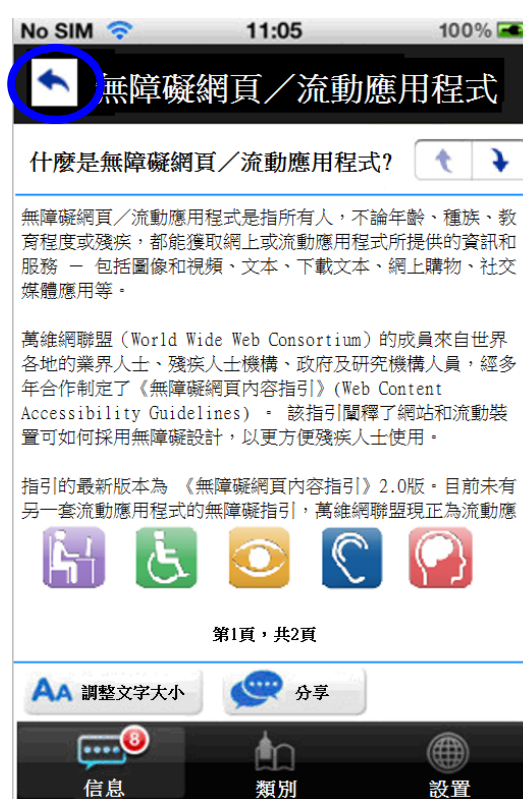 No SIM 11:05 100%
無障礙網頁／流動應用程式
什麼是無障礙網頁／流動應用程式?
無障礙網頁／流動應用程式是指所有人，不論年齡、種族、教
育程度或殘疾，都能獲取網上或流動應用程式所提供的資訊和
服務 － 包括圖像和視頻、文本、下載文本、網上購物、社交
媒體應用等。
萬維網聯盟（World Wide Web Consortium）的成員來自世界
各地的業界人士、殘疾人士機構、政府及研究機構人員，經多
年合作制定了《無障礙網頁內容指引》(Web Content
Accessibility Guidelines) 。 該指引闡釋了網站和流動裝
置可如何採用無障礙設計，以更方便殘疾人士使用。
指引的最新版本為 《無障礙網頁內容指引》2.0版。目前未有
另一套流動應用程式的無障礙指引，萬維網聯盟現正為流動應
第1頁，共2頁
AA 調整文字大小 分享
8
信息 類別 設置